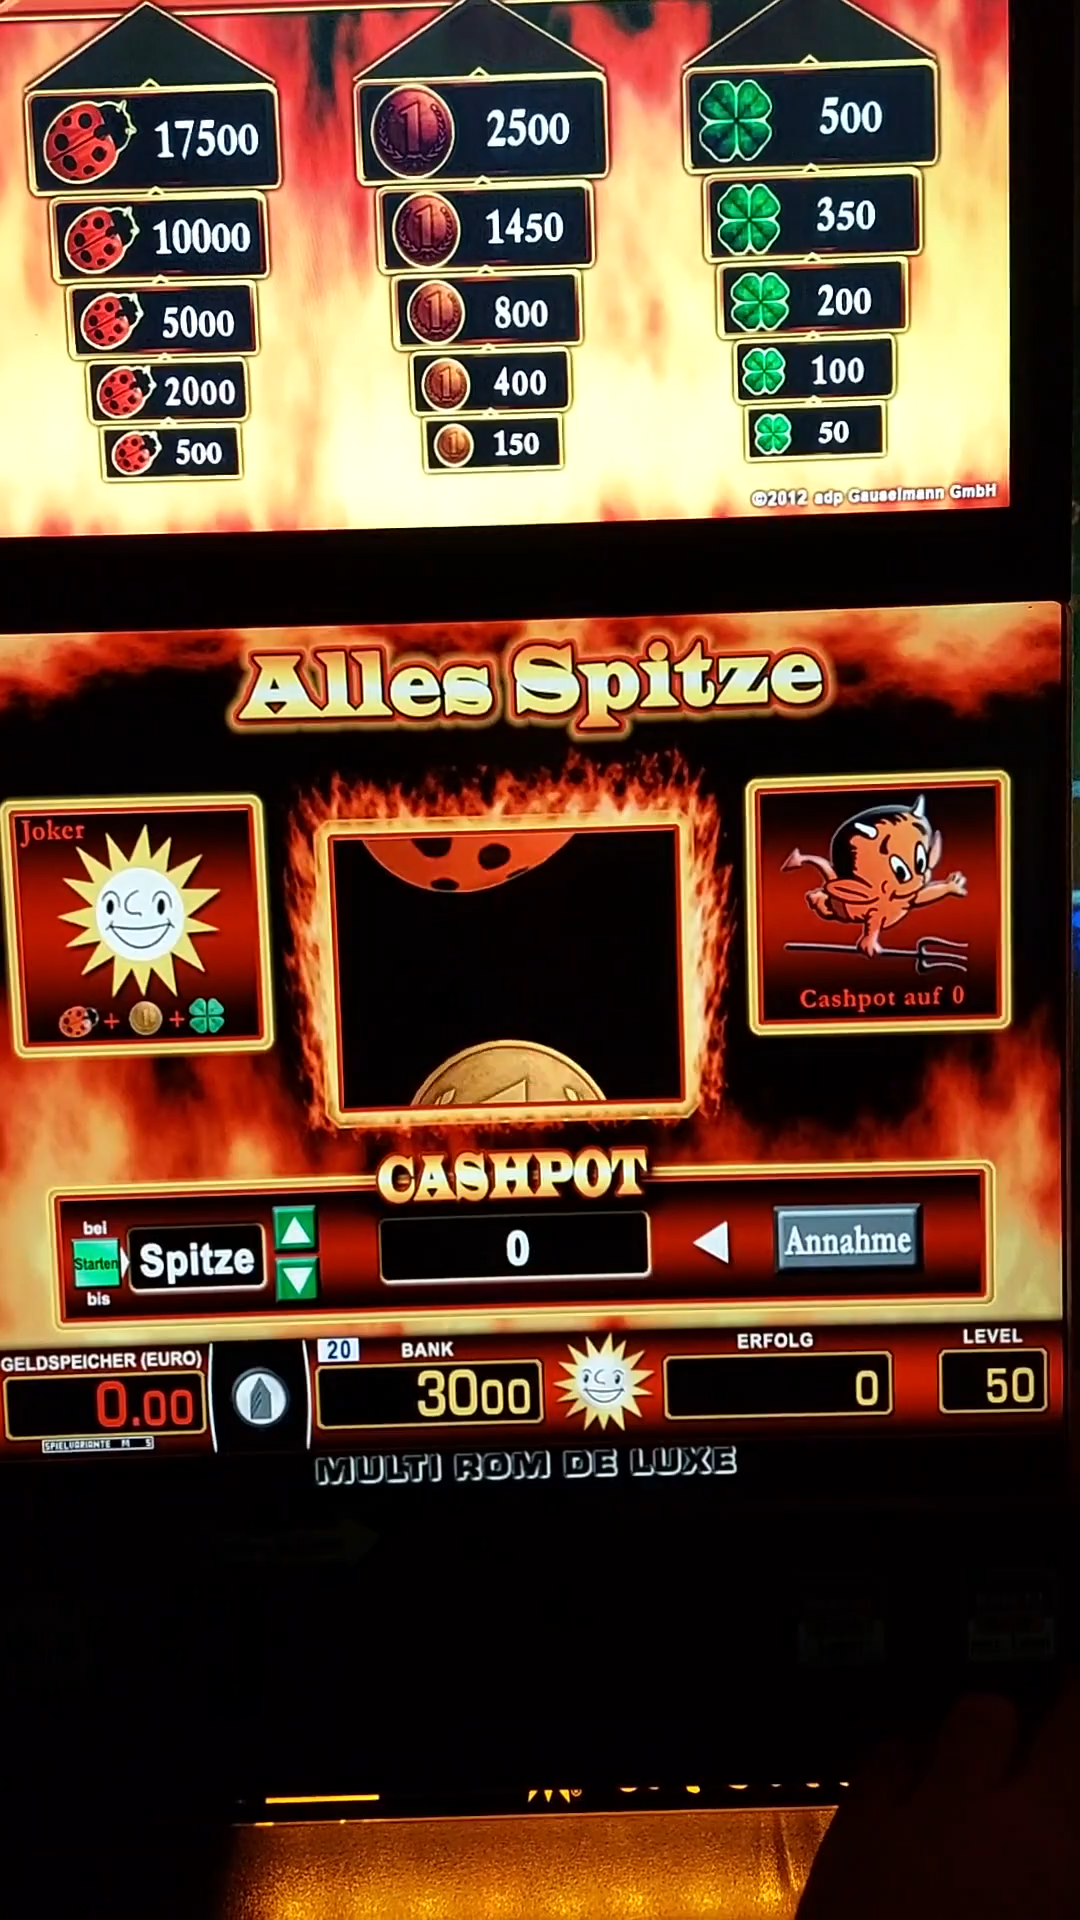 17500
2500
500
10000
1450
350
5000
800
200
2000
400
100
500
150
50
©2012 adp Gauselmann GmbH
Alles Spitze
Joker
+ 1 +
Cashpot auf 0
CASHPOT
bei
Starten
bis
Spitze
0
Annahme
GELDSPEICHER (EURO)
20
BANK
ERFOLG
LEVEL
0.00
3000
0
50
SPIELVARIANTE M S
MULTI ROM DE LUXE